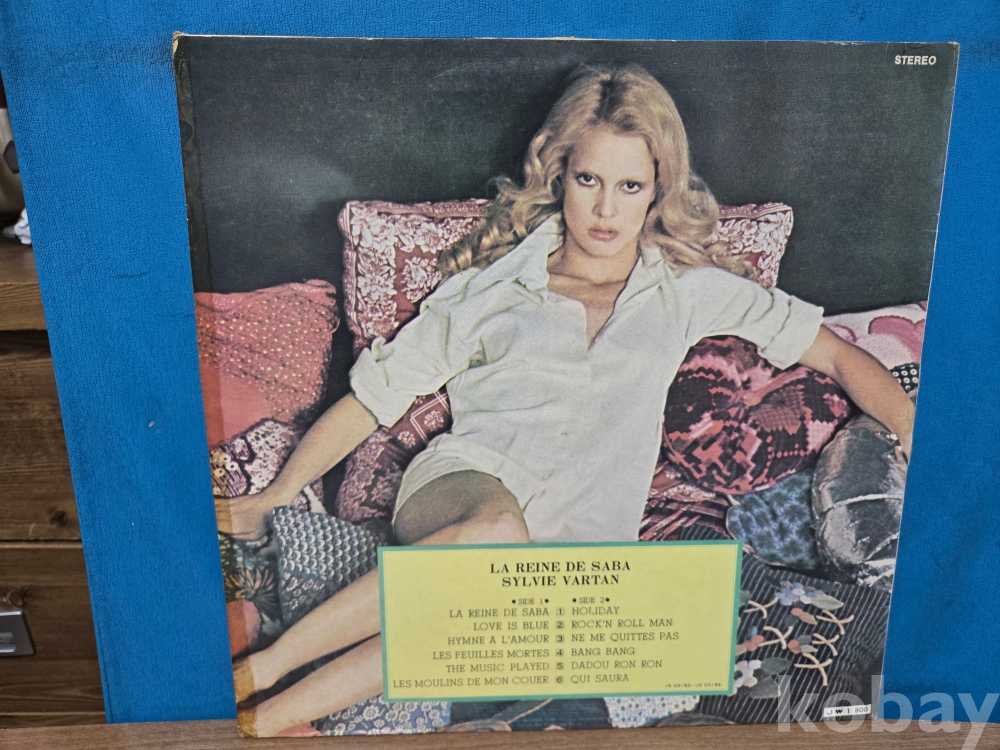 STEREO
LA REINE DE SABA
SYLVIE VARTAN
•SIDE 1• •SIDE 2•
LA REINE DE SABA 1 HOLIDAY
LOVE IS BLUE 2 ROCK'N ROLL MAN
HYMNE A L'AMOUR 3 NE ME QUITTES PAS
LES FEUILLES MORTES 4 BANG BANG
THE MUSIC PLAYED 5 DADOU RON RON
LES MOULINS DE MON COUER 6 QUI SAURA
J W I 800
kobay